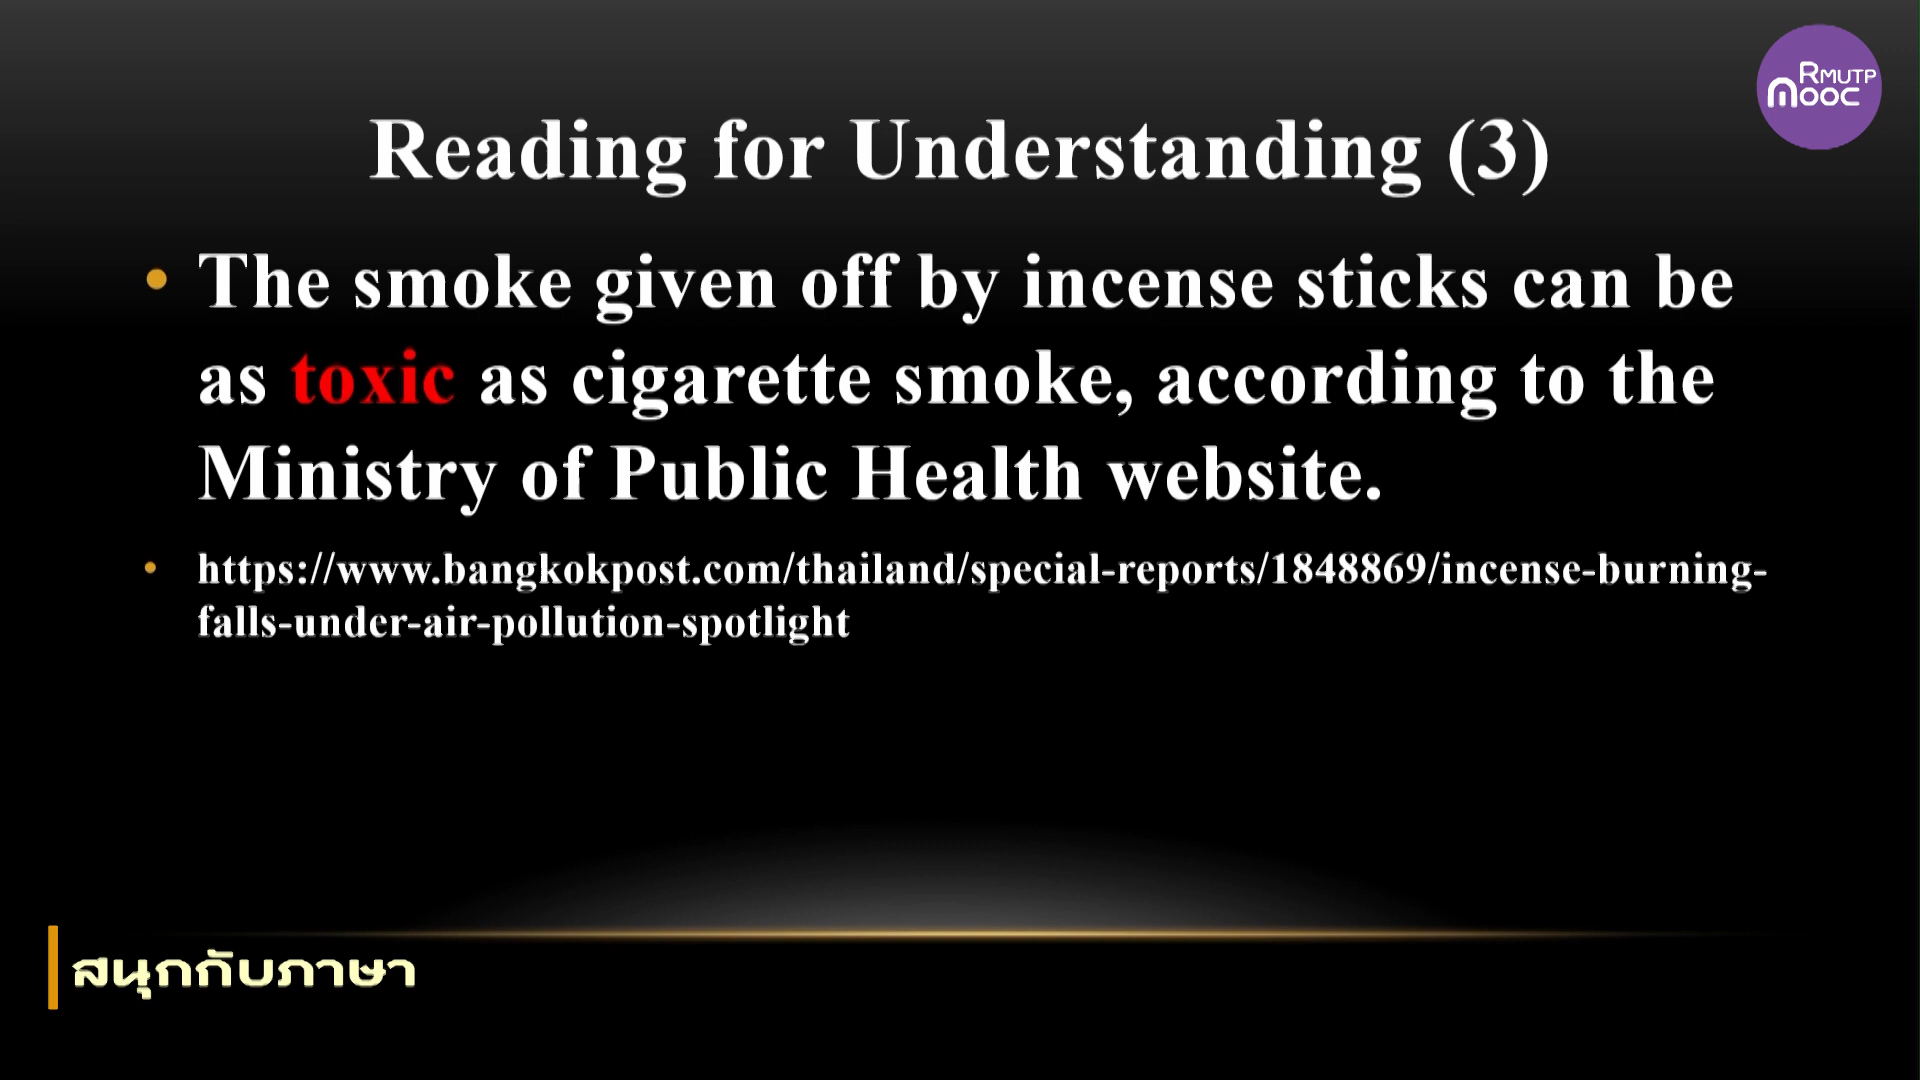 RMUTP
mooc
Reading for Understanding (3)
• The smoke given off by incense sticks can be
as toxic as cigarette smoke, according to the
Ministry of Public Health website.
• https://www.bangkokpost.com/thailand/special-reports/1848869/incense-burning-
falls-under-air-pollution-spotlight
สนุกกับภาษา